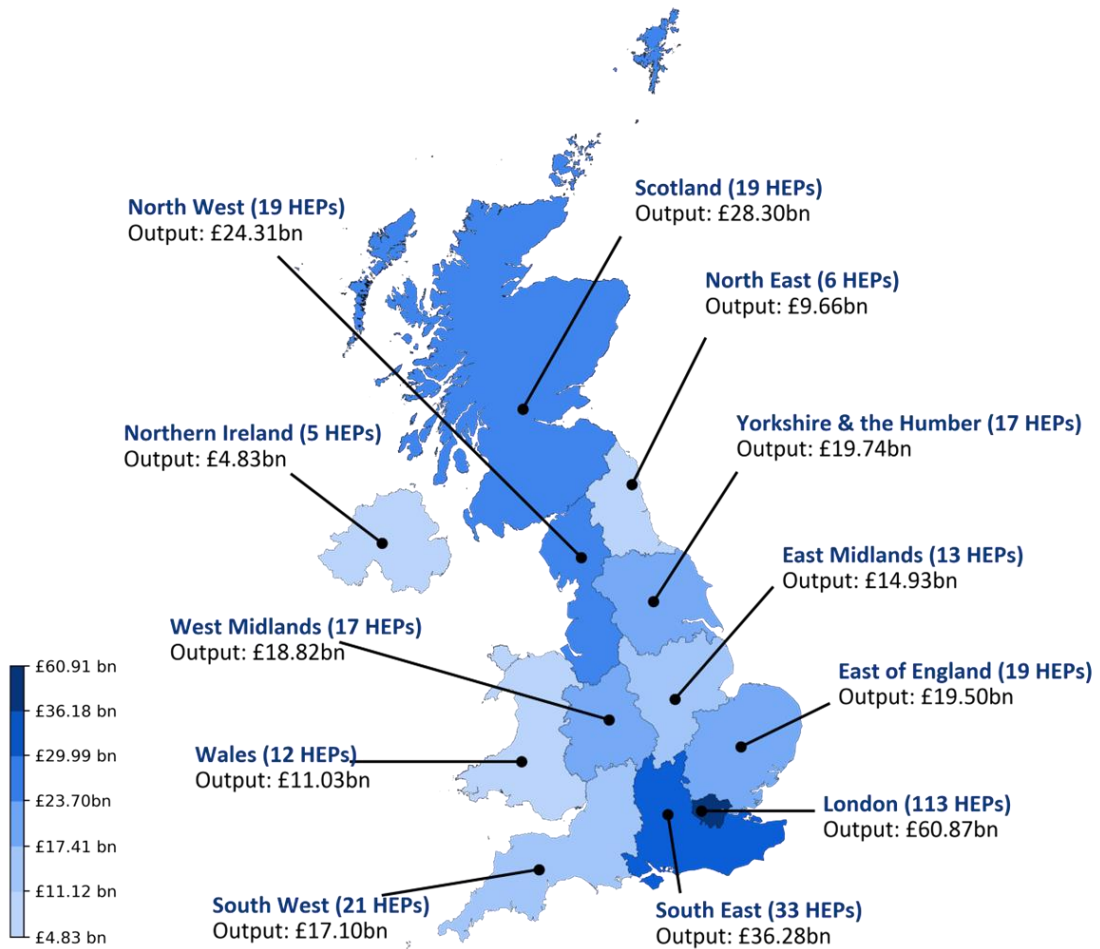 Scotland (19 HEPs)
Output: £28.30bn
North West (19 HEPs)
Output: £24.31bn
North East (6 HEPs)
Output: £9.66bn
Yorkshire & the Humber (17 HEPs)
Output: £19.74bn
Northern Ireland (5 HEPs)
Output: £4.83bn
East Midlands (13 HEPs)
Output: £14.93bn
West Midlands (17 HEPs)
Output: £18.82bn
East of England (19 HEPs)
Output: £19.50bn
Wales (12 HEPs)
Output: £11.03bn
London (113 HEPs)
Output: £60.87bn
South West (21 HEPs)
Output: £17.10bn
South East (33 HEPs)
Output: £36.28bn
£60.91 bn
£36.18 bn
£29.99 bn
£23.70bn
£17.41 bn
£11.12 bn
£4.83 bn